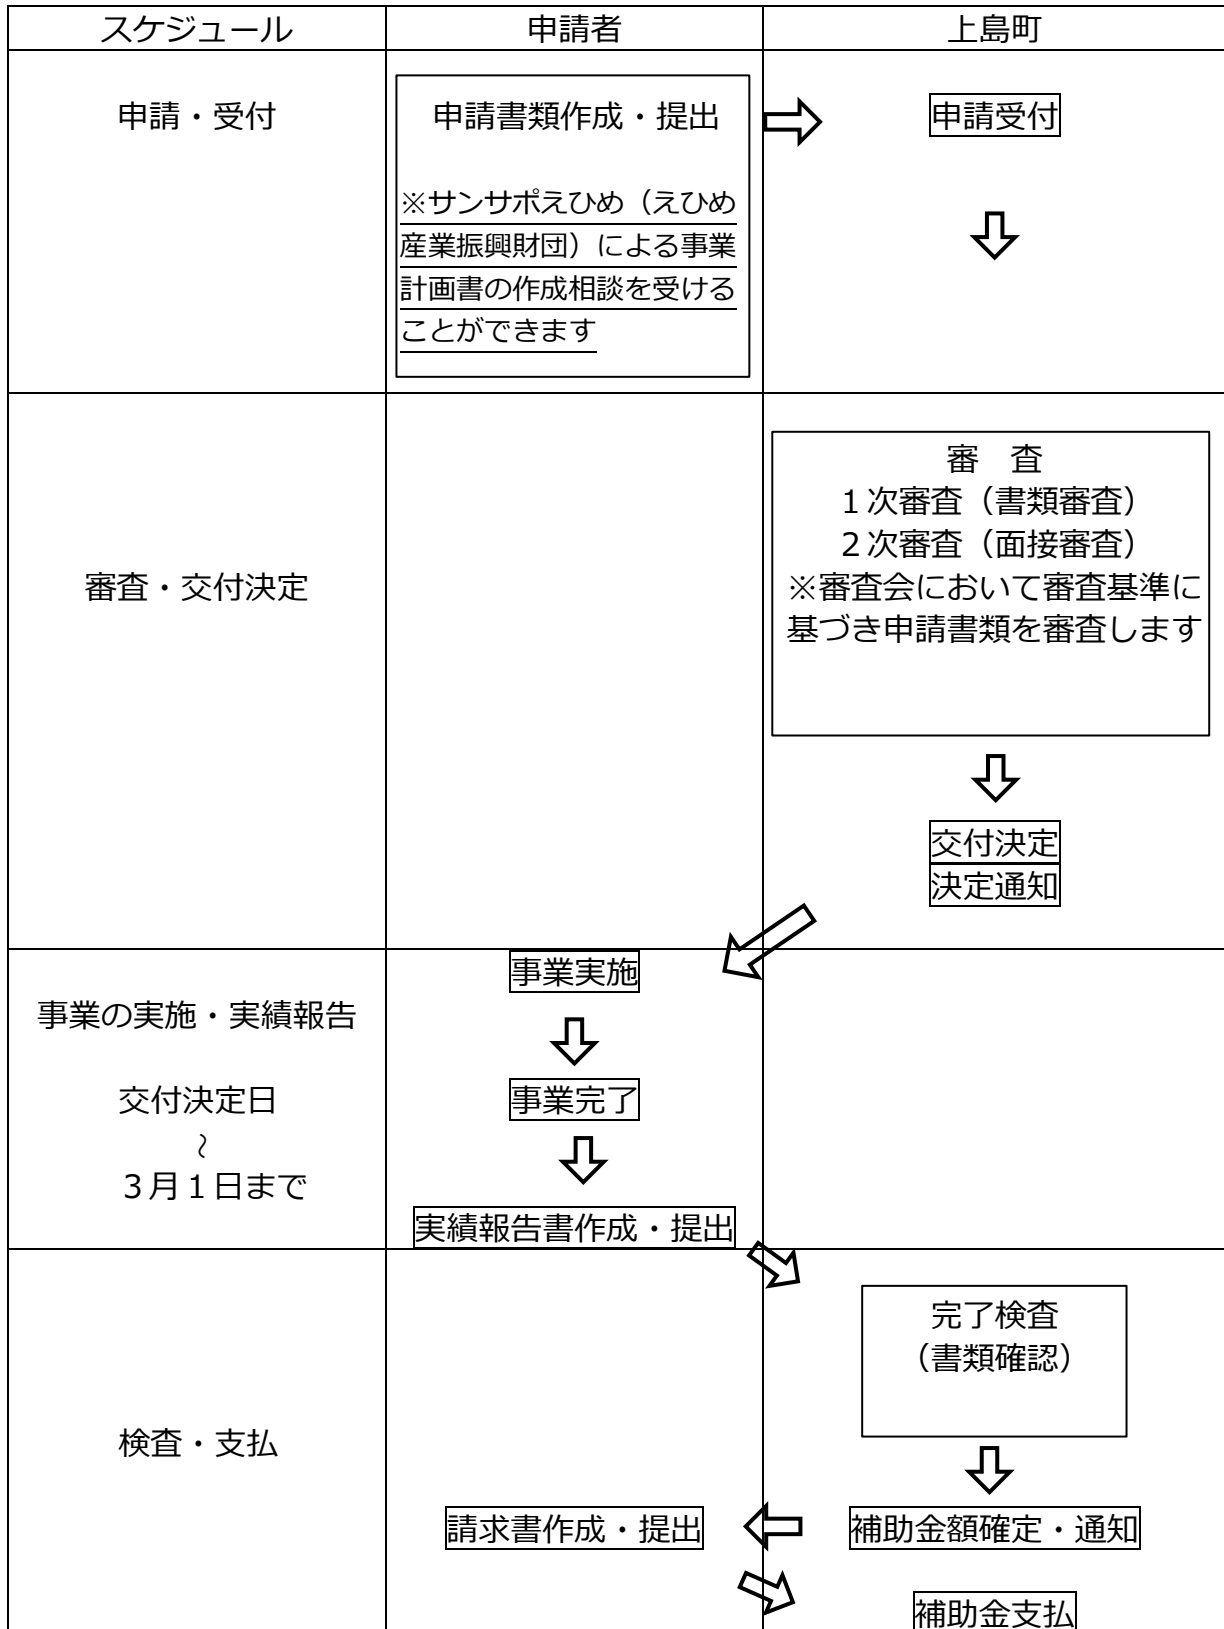 スケジュール
申請者
上島町
申請・受付
申請書類作成・提出
※サンサポえひめ（えひめ
産業振興財団）による事業
計画書の作成相談を受ける
ことができます
申請受付
審査・交付決定
審　査
１次審査（書類審査）
２次審査（面接審査）
※審査会において審査基準に
基づき申請書類を審査します
交付決定
決定通知
事業の実施・実績報告
交付決定日
～
３月１日まで
事業実施
事業完了
実績報告書作成・提出
検査・支払
完了検査
（書類確認）
補助金額確定・通知
請求書作成・提出
補助金支払